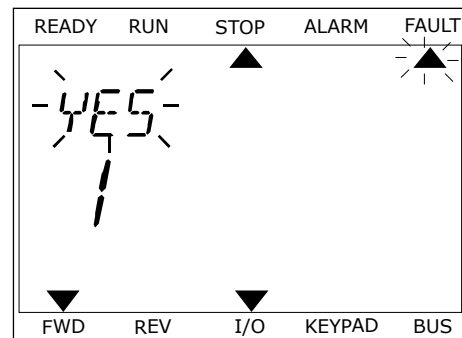 READY RUN STOP ALARM FAULT
YES
1
FWD REV I/O KEYPAD BUS